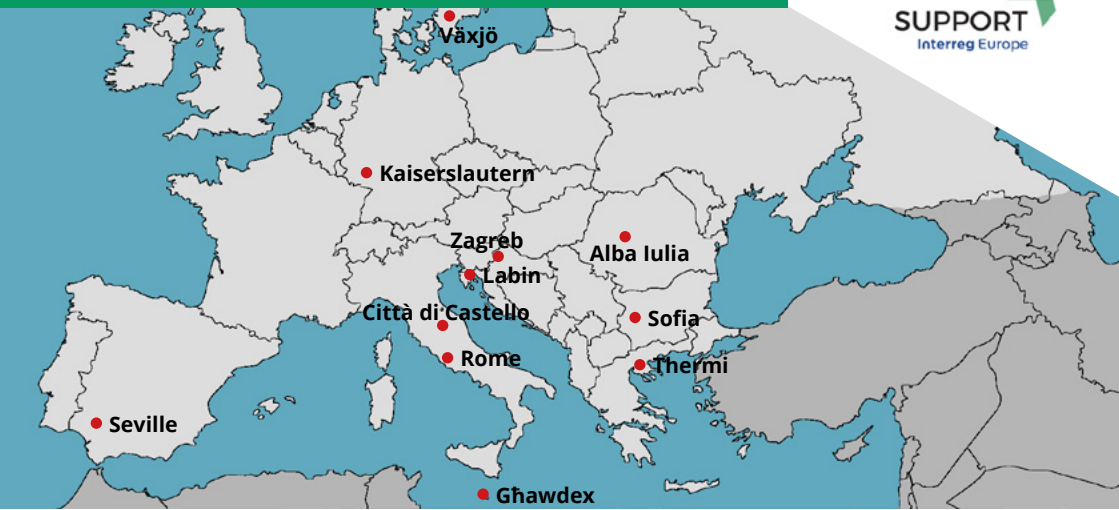 SUPPORT
Interreg Europe
Växjö
Kaiserslautern
Zagreb
Alba Iulia
Labin
Città di Castello
Sofia
Rome
Thermi
Seville
Għawdex